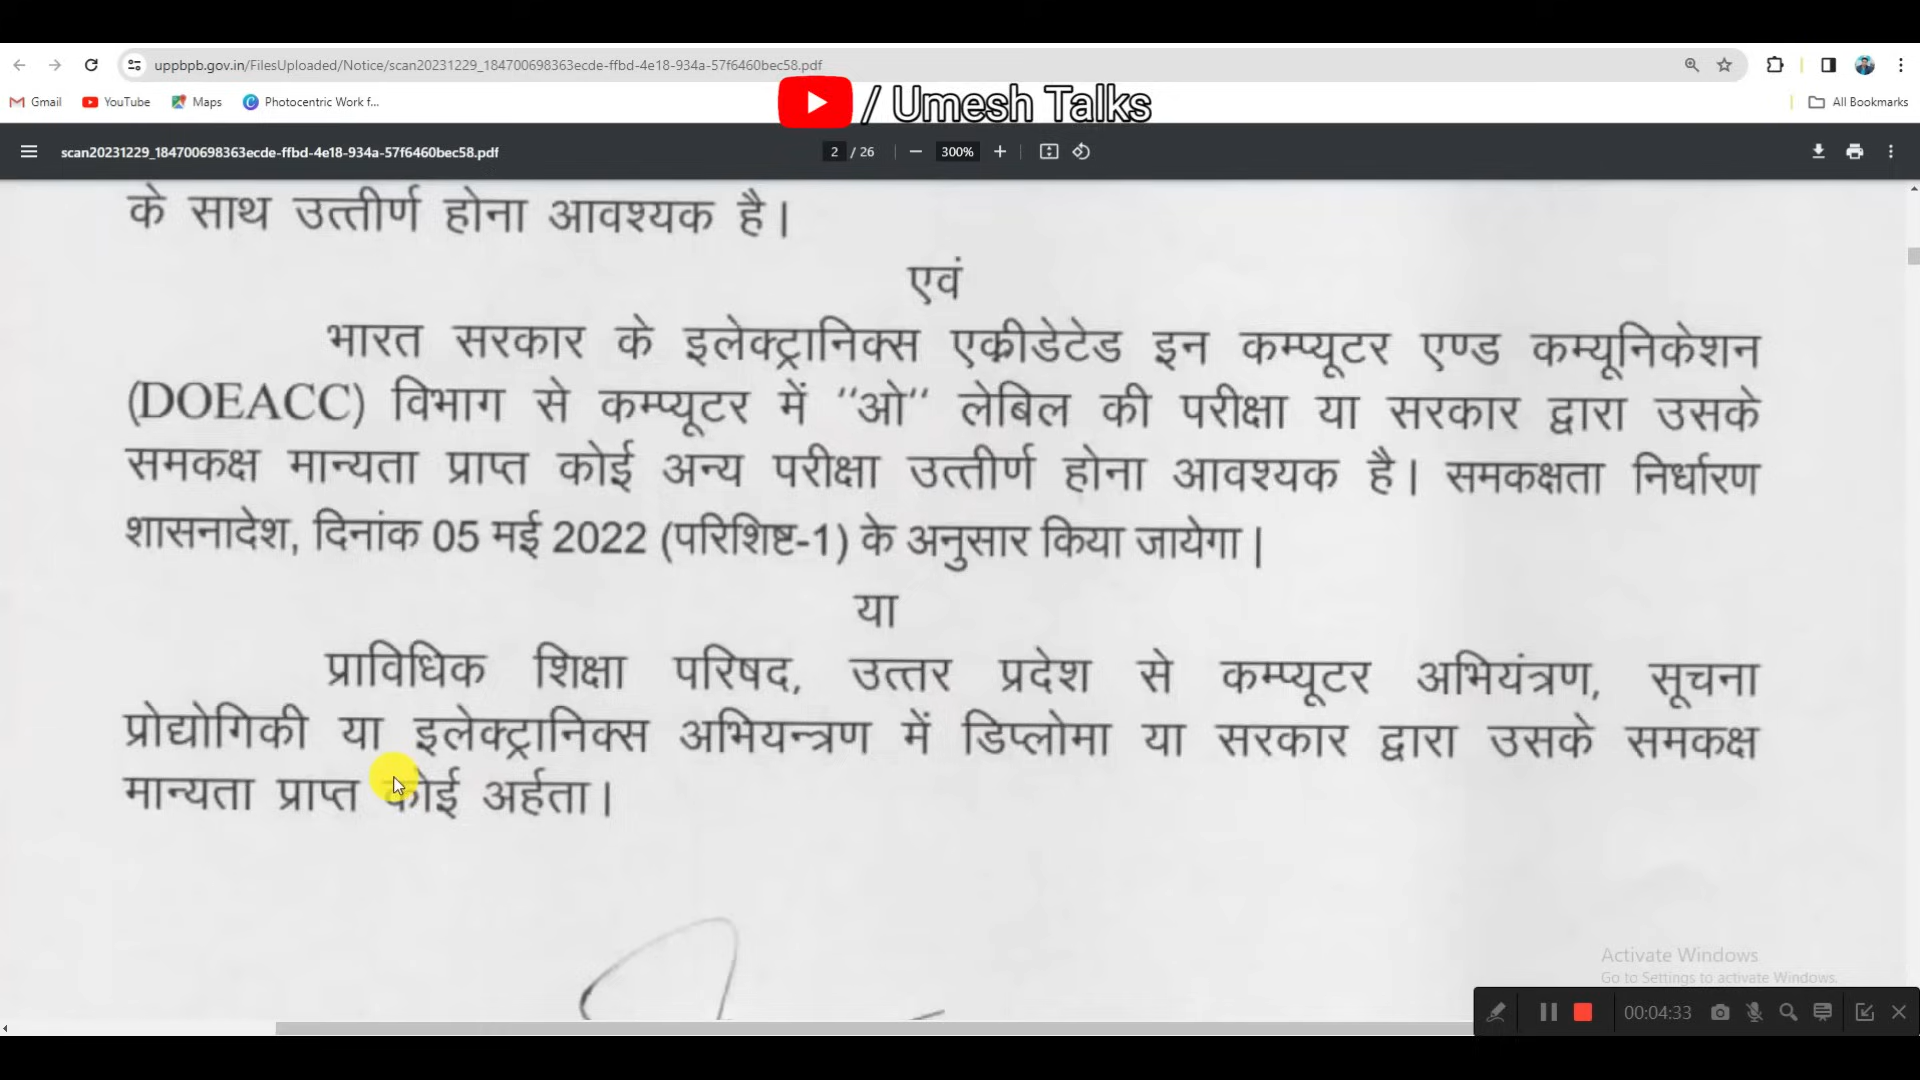 uppbpb.gov.in/FilesUploaded/Notice/scan20231229_184700698363ecde-ffbd-4e18-934a-57f6460bec58.pdf
Gmail YouTube Maps Photocentric Work f... All Bookmarks
/ Umesh Talks
scan20231229_184700698363ecde-ffbd-4e18-934a-57f6460bec58.pdf 2 / 26 — 300% +
के साथ उत्तीर्ण होना आवश्यक है।
एवं
भारत सरकार के इलेक्ट्रानिक्स एक्रीडेटेड इन कम्प्यूटर एण्ड कम्यूनिकेशन
(DOEACC) विभाग से कम्प्यूटर में ''ओ'' लेबिल की परीक्षा या सरकार द्वारा उसके
समकक्ष मान्यता प्राप्त कोई अन्य परीक्षा उत्तीर्ण होना आवश्यक है। समकक्षता निर्धारण
शासनादेश, दिनांक 05 मई 2022 (परिशिष्ट-1) के अनुसार किया जायेगा|
या
प्राविधिक शिक्षा परिषद, उत्तर प्रदेश से कम्प्यूटर अभियंत्रण, सूचना
प्रोद्योगिकी या इलेक्ट्रानिक्स अभियन्त्रण में डिप्लोमा या सरकार द्वारा उसके समकक्ष
मान्यता प्राप्त कोई अर्हता।
Activate Windows
Go to Settings to activate Windows.
00:04:33